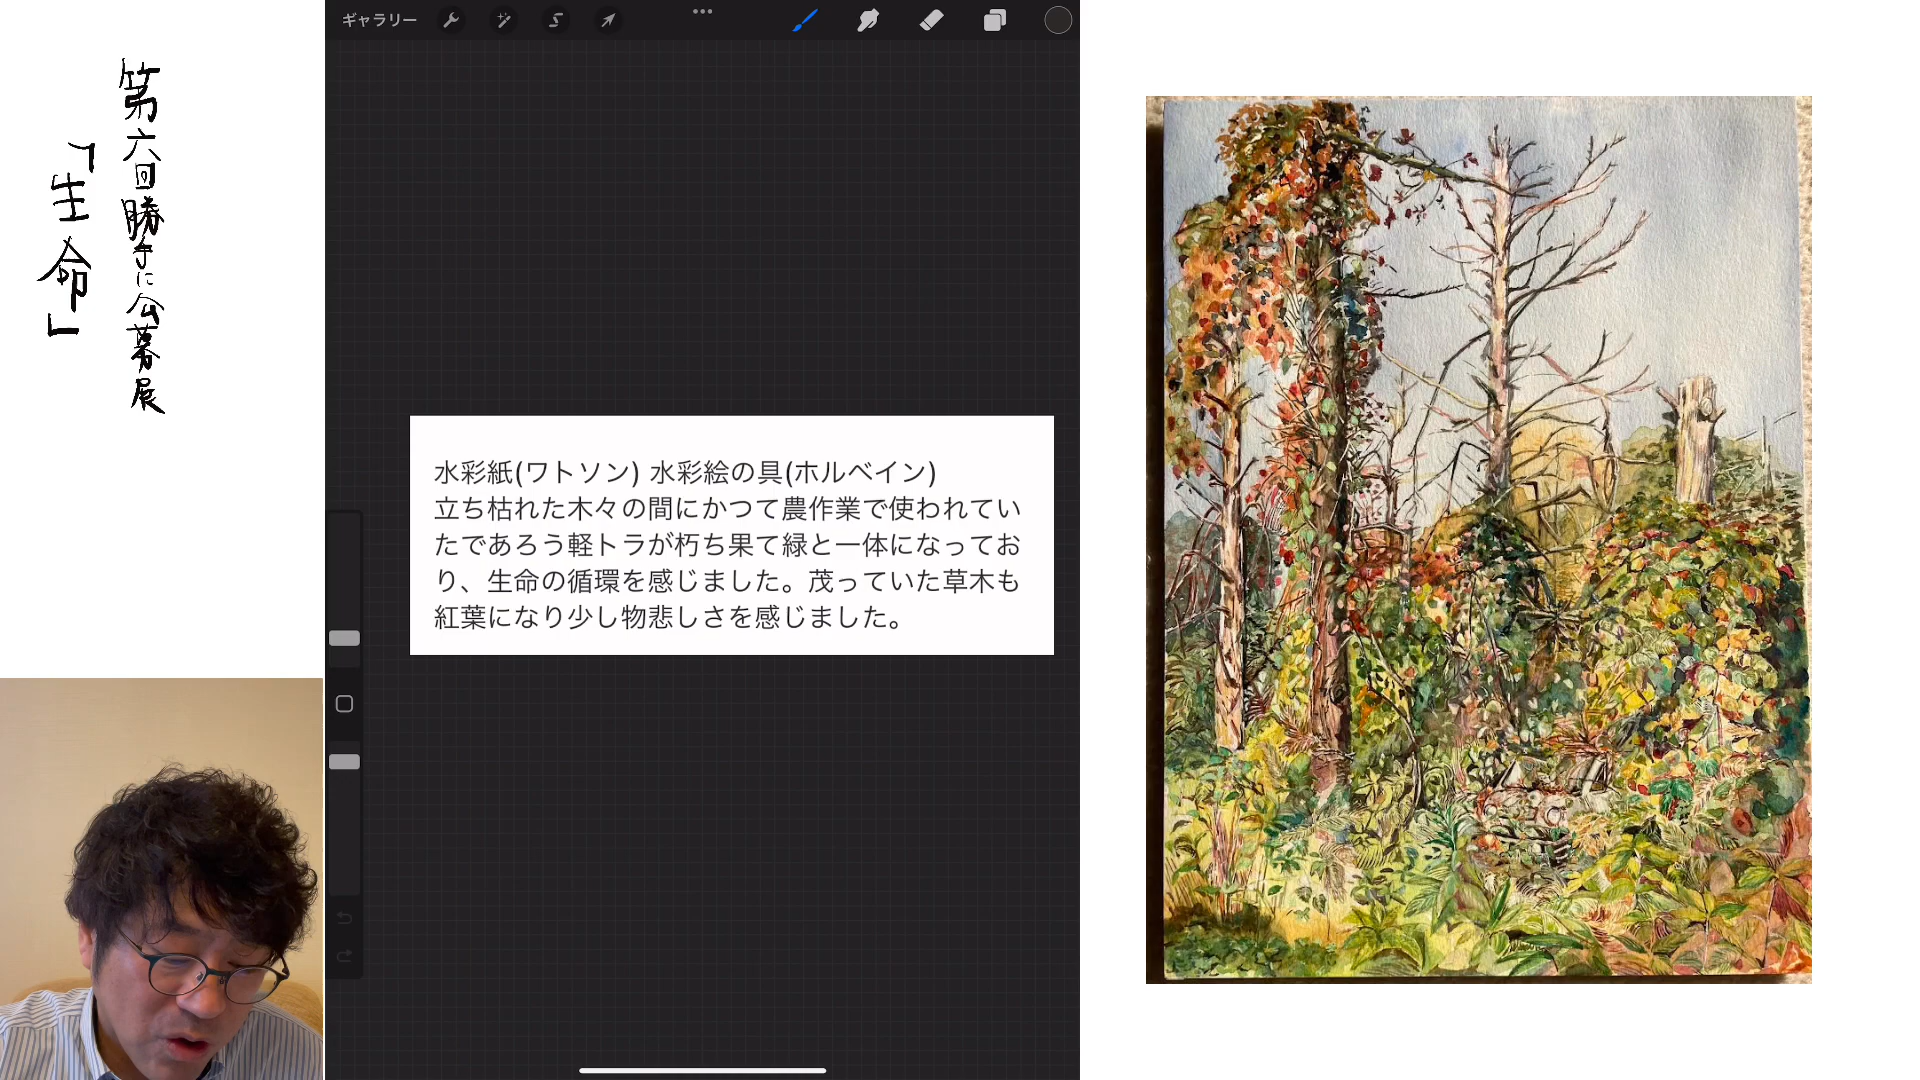 第六回勝手に公募展
「生命」
ギャラリー
水彩紙(ワトソン) 水彩絵の具(ホルベイン)
立ち枯れた木々の間にかつて農作業で使われてい
たであろう軽トラが朽ち果て緑と一体になってお
り、生命の循環を感じました。茂っていた草木も
紅葉になり少し物悲しさを感じました。